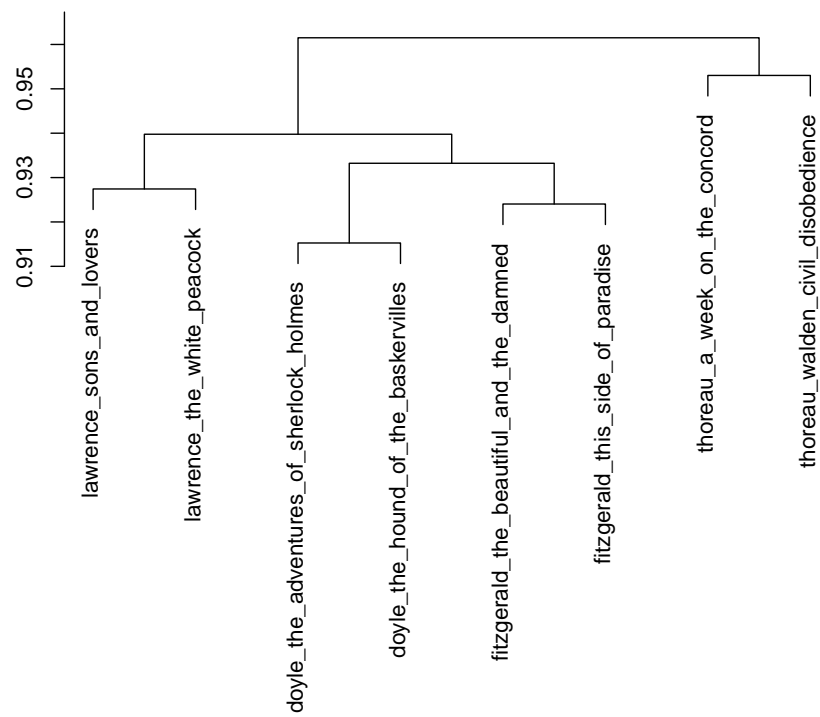 0.95
0.93
0.91
lawrence_sons_and_lovers
lawrence_the_white_peacock
doyle_the_adventures_of_sherlock_holmes
doyle_the_hound_of_the_baskervilles
fitzgerald_the_beautiful_and_the_damned
fitzgerald_this_side_of_paradise
thoreau_a_week_on_the_concord
thoreau_walden_civil_disobedience